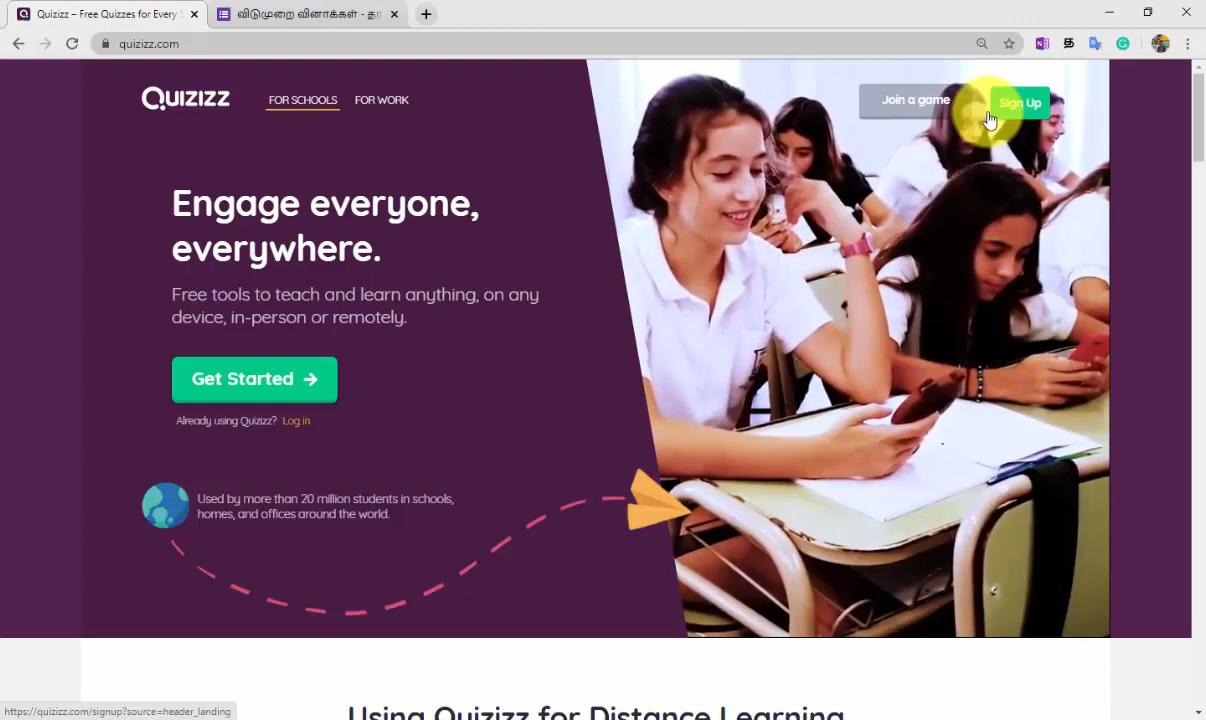 Quizizz – Free Quizzes for Every
விடுமுறை வினாக்கள் - தர
quizizz.com
QUIZIZZ
FOR SCHOOLS
FOR WORK
Join a game
Sign Up
Engage everyone,
everywhere.
Free tools to teach and learn anything, on any
device, in-person or remotely.
Get Started →
Already using Quizizz? Log in
Used by more than 20 million students in schools,
homes, and offices around the world.
Using Quizizz for Distance Learning
https://quizizz.com/signup?source=header_landing